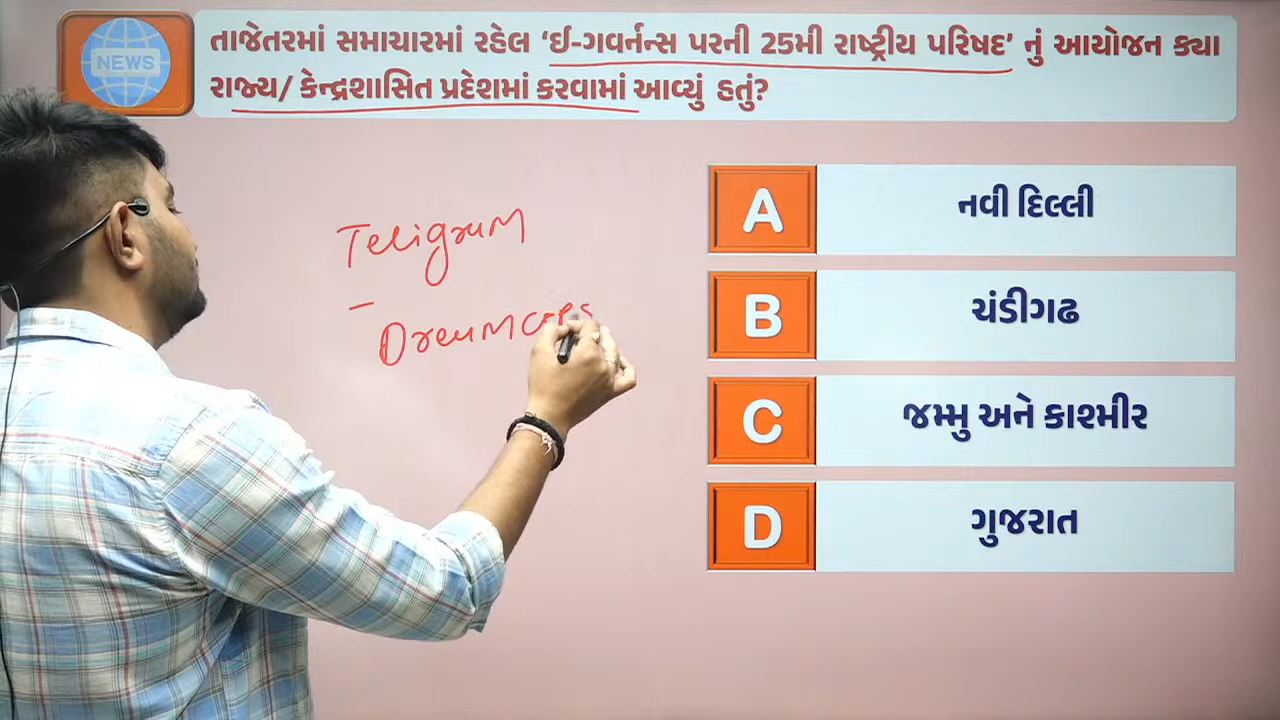 NEWS
તાજેતરમાં સમાચારમાં રહેલ ‘ઈ-ગવર્નન્સ પરની 25મી રાષ્ટ્રીય પરિષદ’ નું આયોજન ક્યા
રાજ્ય/ કેન્દ્રશાસિત પ્રદેશમાં કરવામાં આવ્યું હતું?
A નવી દિલ્લી
B ચંડીગઢ
C જમ્મુ અને કાશ્મીર
D ગુજરાત
Teligram